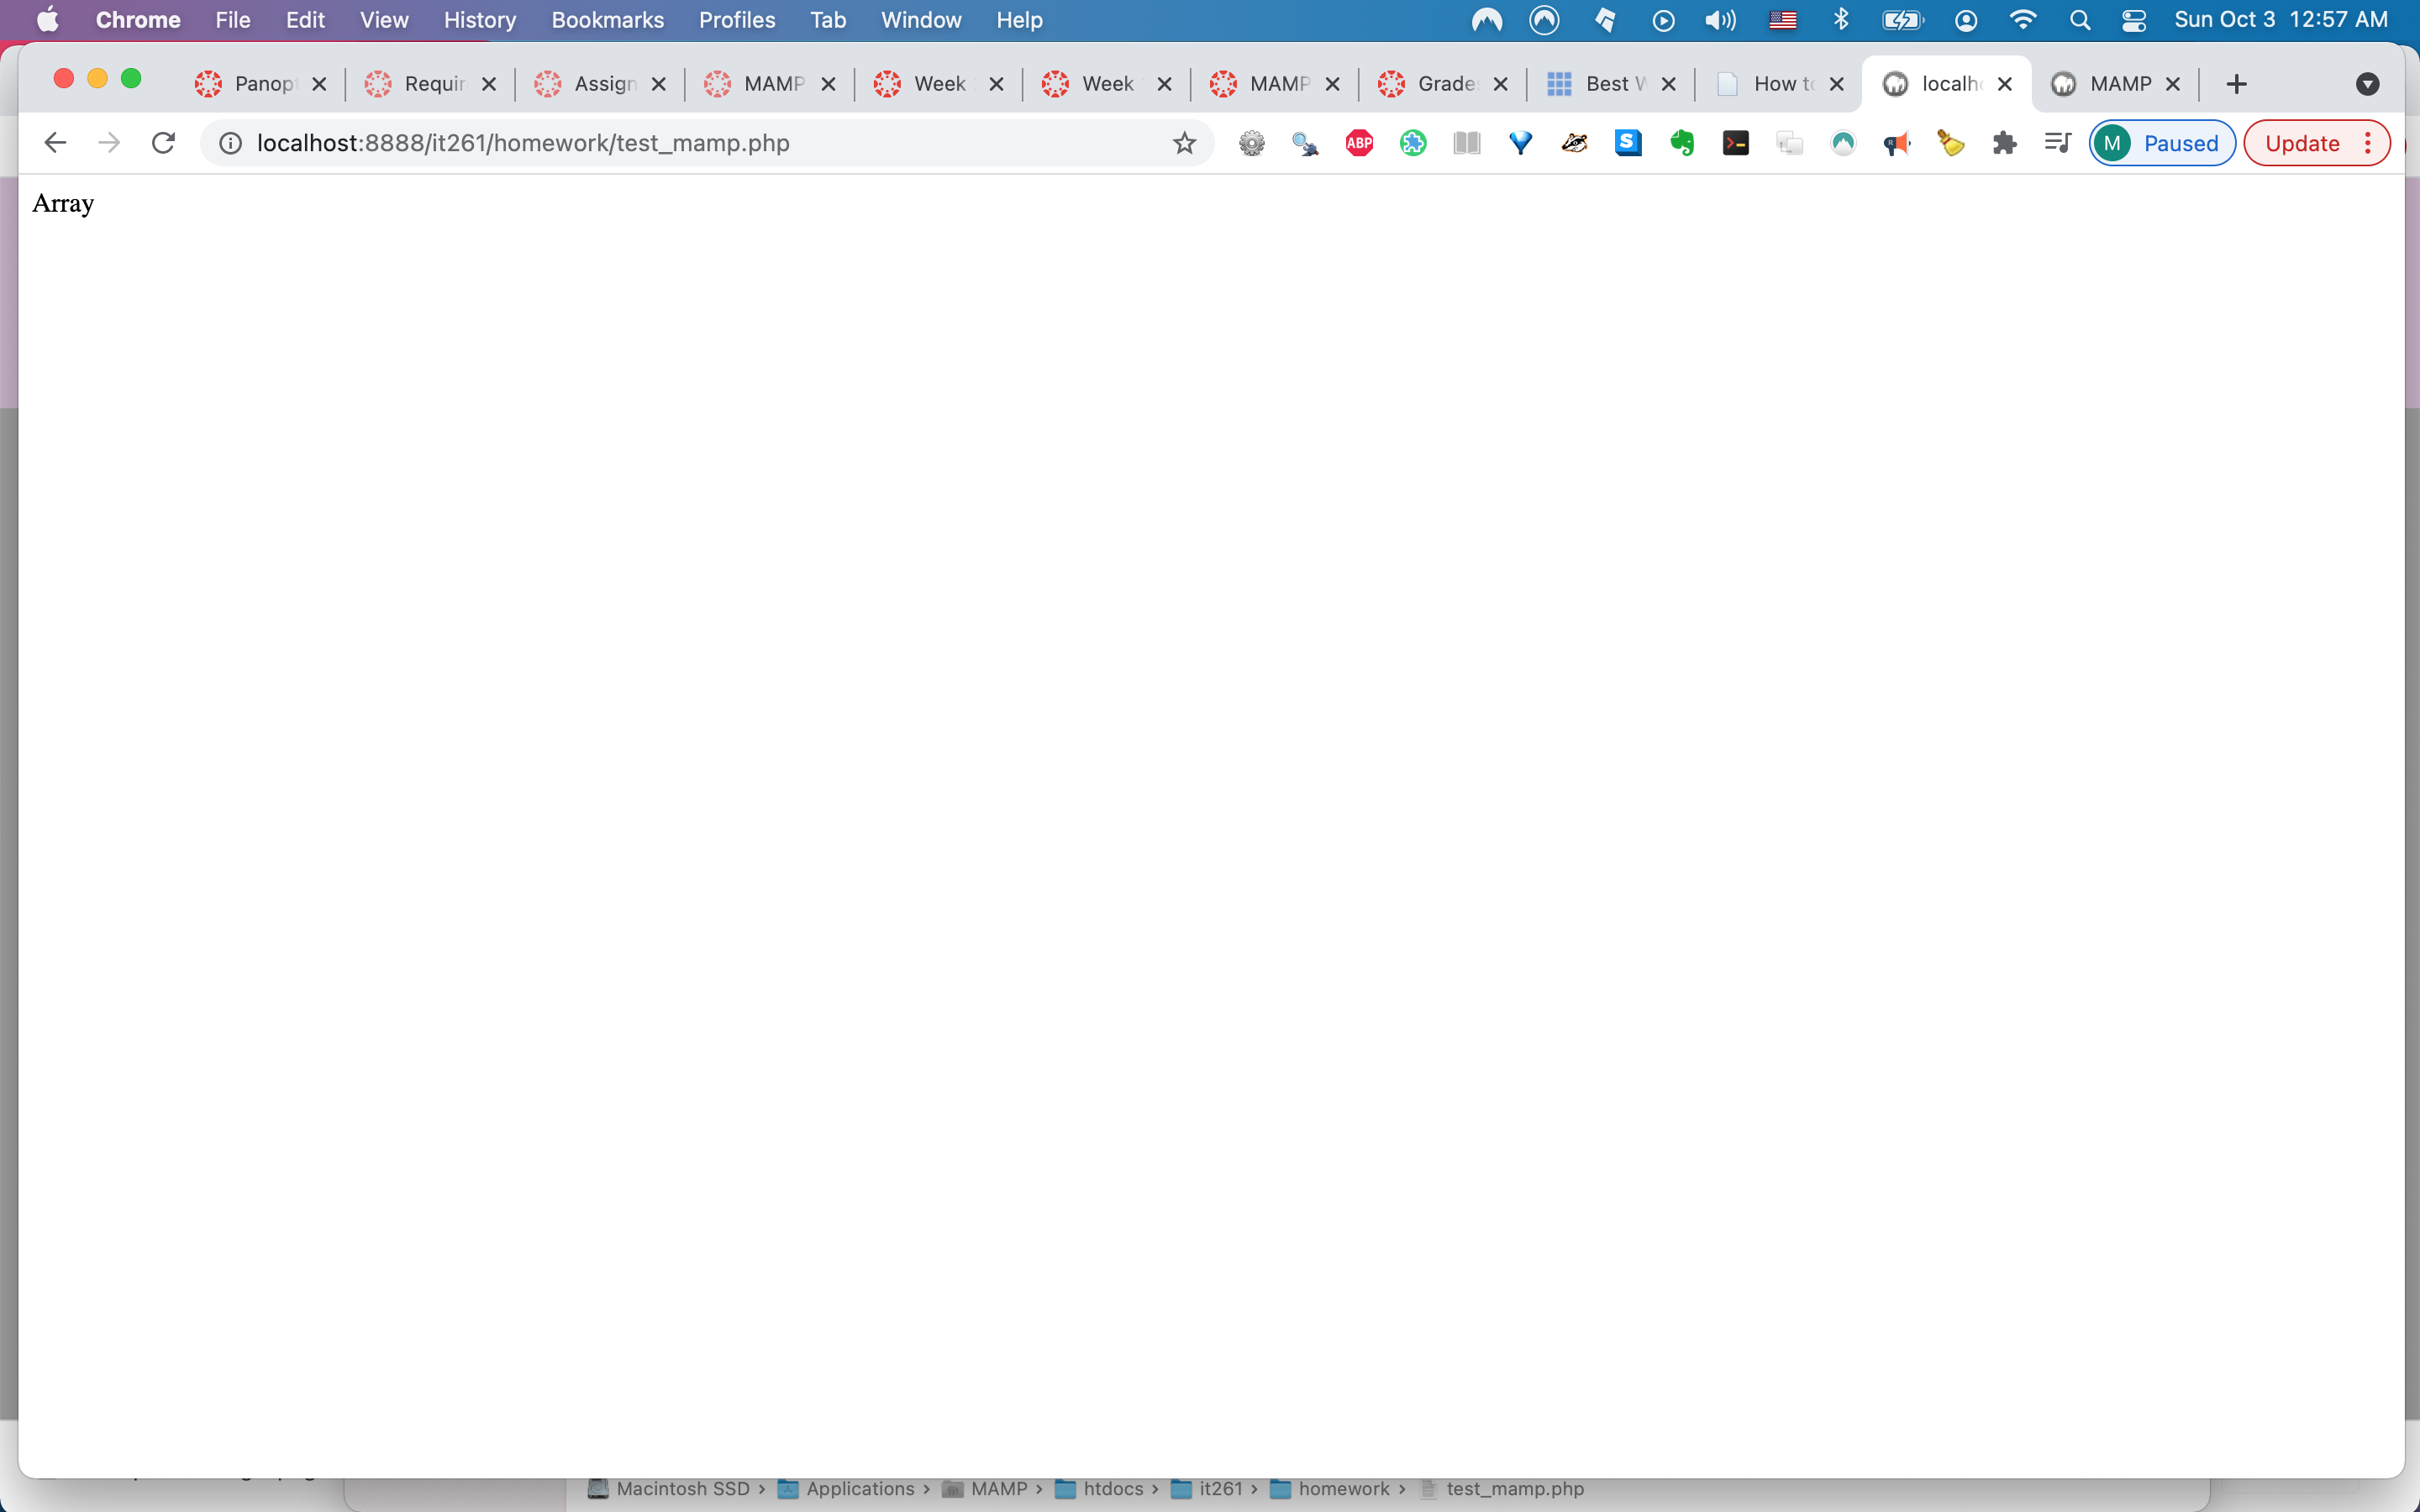 Chrome File Edit View History Bookmarks Profiles Tab Window Help Sun Oct 3 12:57 AM
Panopt Requir Assign MAMP Week Week MAMP Grade Best How to localh MAMP
localhost:8888/it261/homework/test_mamp.php ABP S M Paused Update
Array
Macintosh SSD › Applications › MAMP › htdocs › it261 › homework › test_mamp.php